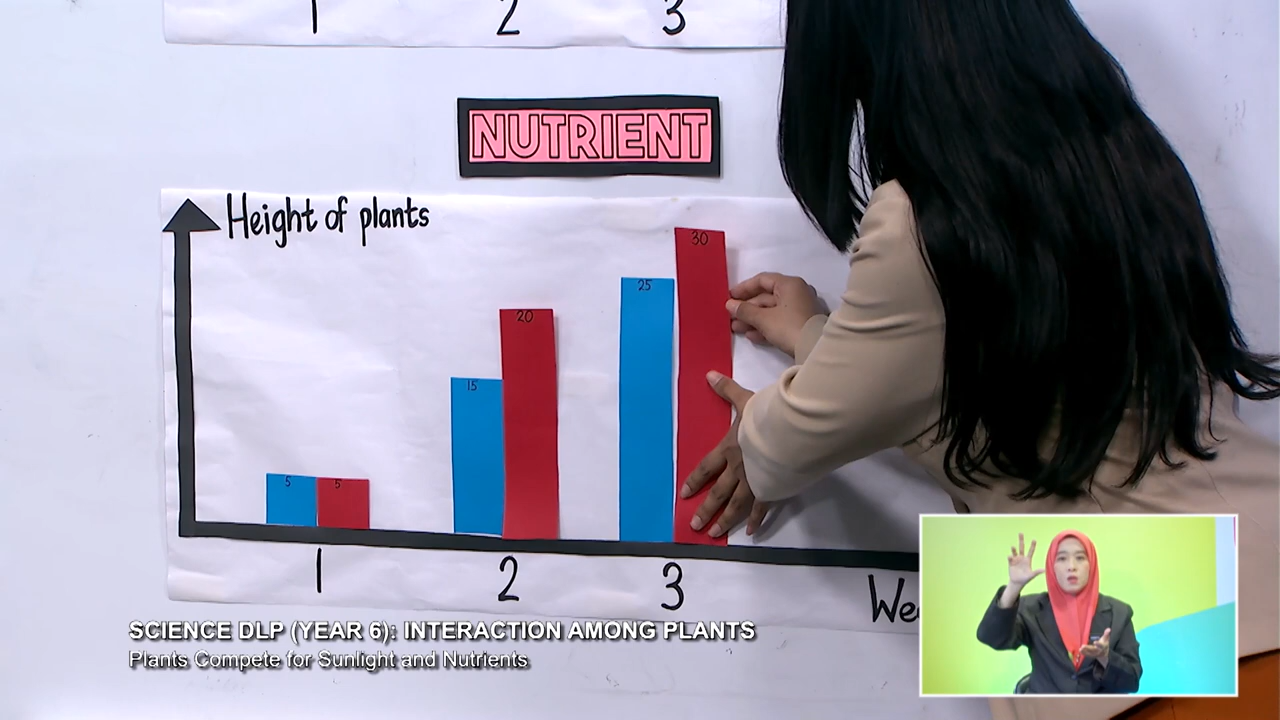 1 2 3
NUTRIENT
Height of plants
30
25
20
15
5 5
1 2 3
SCIENCE DLP (YEAR 6): INTERACTION AMONG PLANTS
Plants Compete for Sunlight and Nutrients